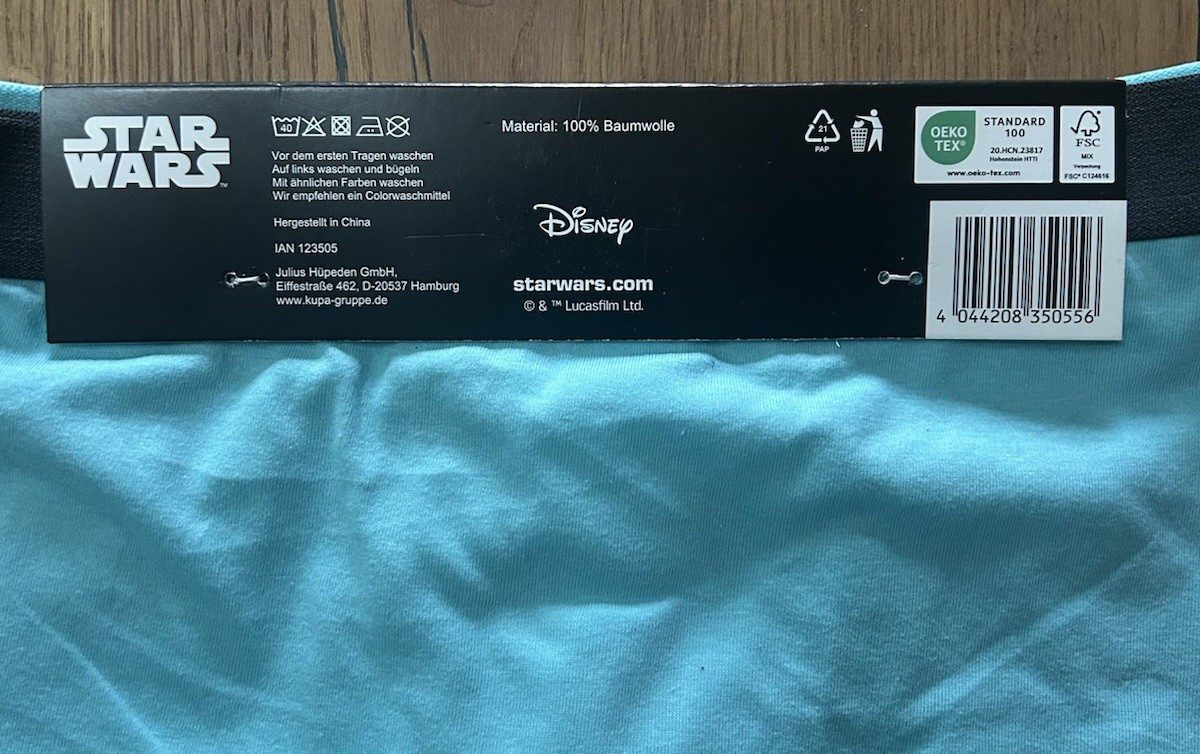 STAR
WARS™
40
Vor dem ersten Tragen waschen
Auf links waschen und bügeln
Mit ähnlichen Farben waschen
Wir empfehlen ein Colorwaschmittel
Hergestellt in China
IAN 123505
Julius Hüpeden GmbH,
Eiffestraße 462, D-20537 Hamburg
www.kupa-gruppe.de
Material: 100% Baumwolle
Disney
starwars.com
© & ™ Lucasfilm Ltd.
21
PAP
OEKO
TEX®
STANDARD
100
20.HCN.23817
Hohenstein HTTI
www.oeko-tex.com
FSC
MIX
Verpackung
FSC® C124616
4 044208 350556